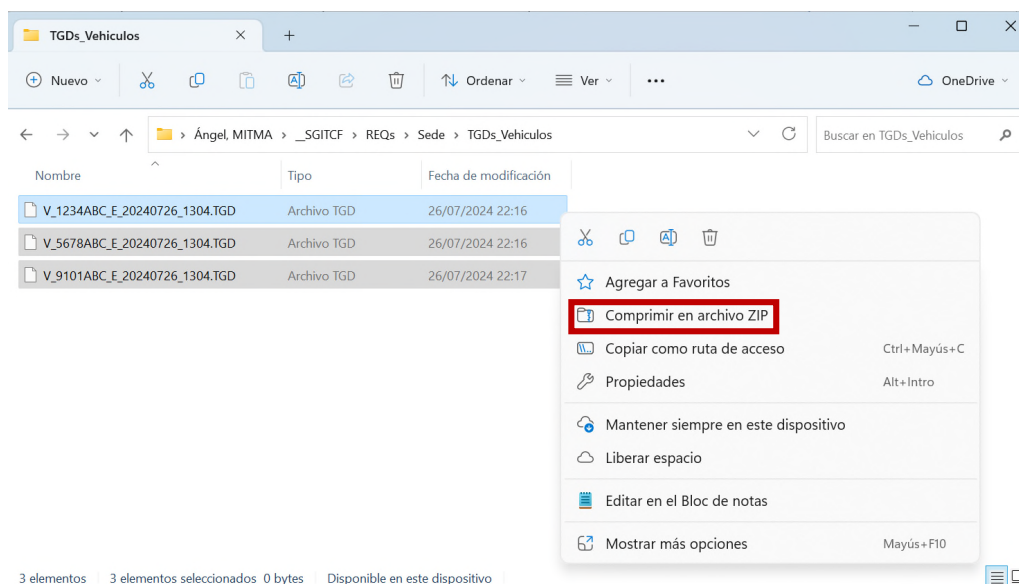 TGDs_Vehiculos
Nuevo
Ordenar
Ver
OneDrive
Ángel, MITMA > __SGITCF > REQs > Sede > TGDs_Vehiculos
Buscar en TGDs_Vehiculos
Nombre Tipo Fecha de modificación
V_1234ABC_E_20240726_1304.TGD Archivo TGD 26/07/2024 22:16
V_5678ABC_E_20240726_1304.TGD Archivo TGD 26/07/2024 22:16
V_9101ABC_E_20240726_1304.TGD Archivo TGD 26/07/2024 22:17
Agregar a Favoritos
Comprimir en archivo ZIP
Copiar como ruta de acceso Ctrl+Mayús+C
Propiedades Alt+Intro
Mantener siempre en este dispositivo
Liberar espacio
Editar en el Bloc de notas
Mostrar más opciones Mayús+F10
3 elementos 3 elementos seleccionados 0 bytes Disponible en este dispositivo